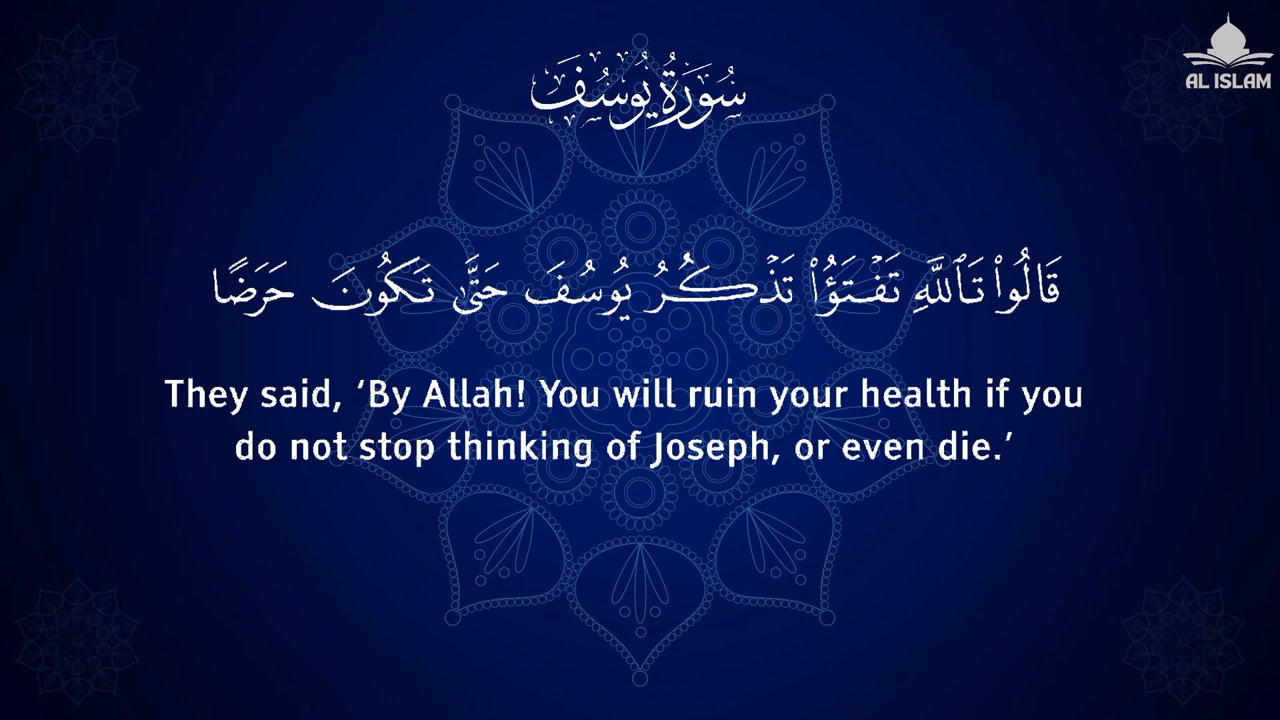 سُورَةُ يُوسُفَ
AL ISLAM
قَالُوا۟ تَٱللَّهِ تَفْتَؤُا۟ تَذْكُرُ يُوسُفَ حَتَّىٰ تَكُونَ حَرَضًا
They said, ‘By Allah! You will ruin your health if you
do not stop thinking of Joseph, or even die.’